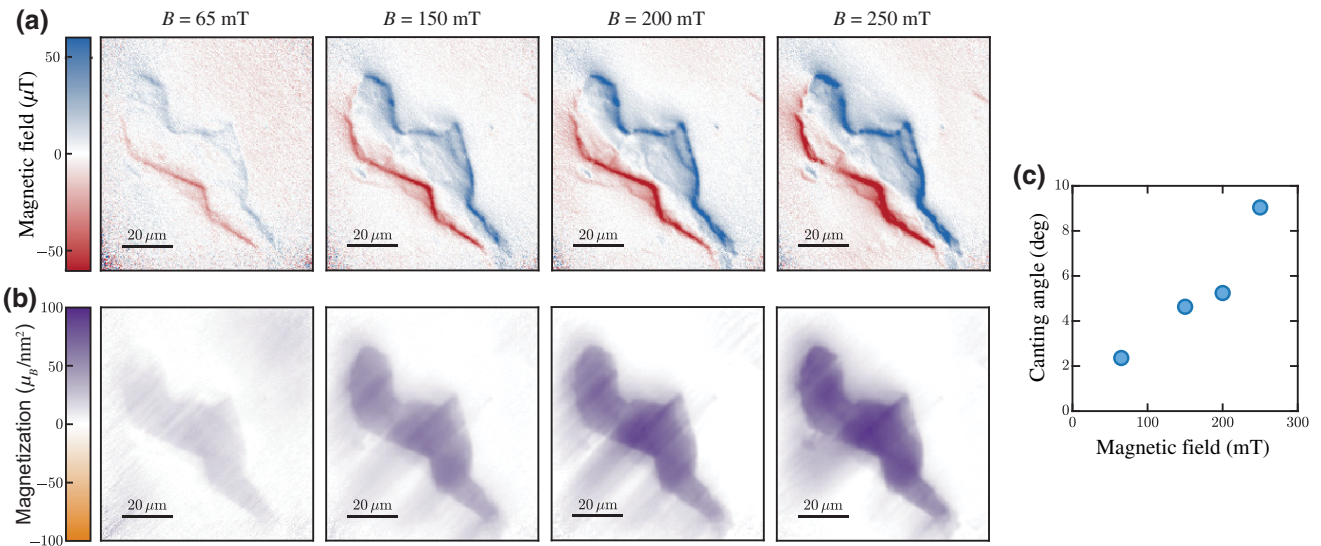 (a)
B = 65 mT
B = 150 mT
B = 200 mT
B = 250 mT
Magnetic field (μT)
50
0
−50
20 μm
20 μm
20 μm
20 μm
(b)
Magnetization (μB/nm²)
100
50
0
−50
−100
20 μm
20 μm
20 μm
20 μm
(c)
Canting angle (deg)
10
8
6
4
2
0
0
100
200
300
Magnetic field (mT)